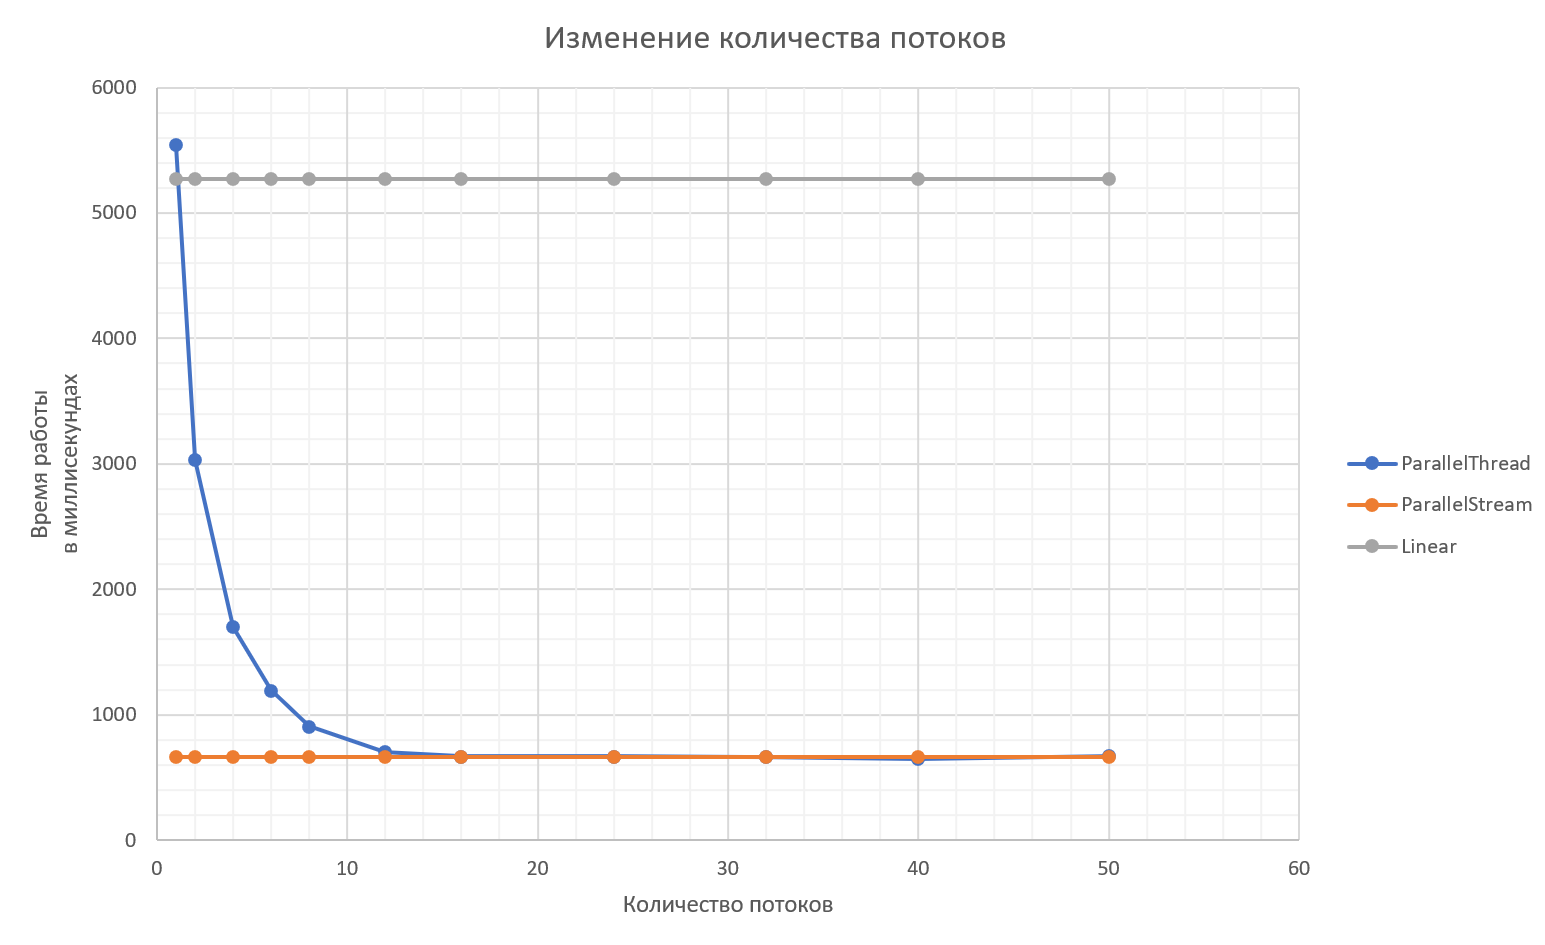 Изменение количества потоков
6000
5000
4000
3000
2000
1000
0
Время работы
в миллисекундах
0 10 20 30 40 50 60
Количество потоков
ParallelThread
ParallelStream
Linear